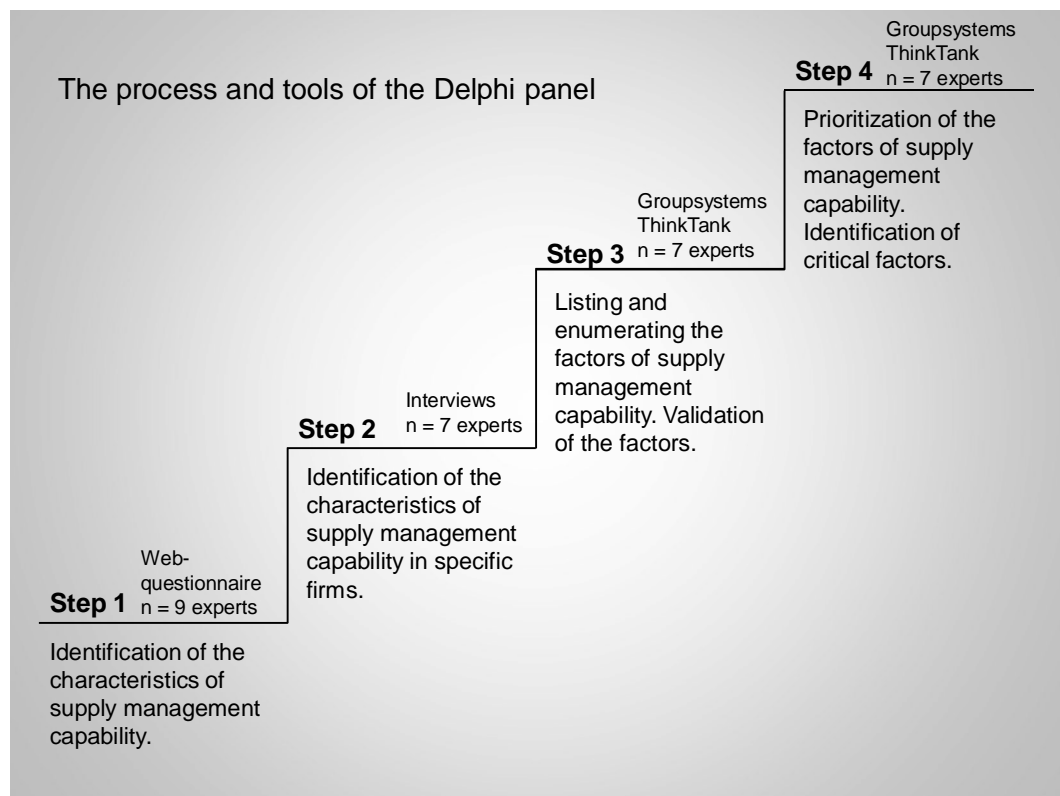 The process and tools of the Delphi panel
Step 1
Web-
questionnaire
n = 9 experts
Identification of the
characteristics of
supply management
capability.
Step 2
Interviews
n = 7 experts
Identification of the
characteristics of
supply management
capability in specific
firms.
Step 3
Groupsystems
ThinkTank
n = 7 experts
Listing and
enumerating the
factors of supply
management
capability. Validation
of the factors.
Step 4
Groupsystems
ThinkTank
n = 7 experts
Prioritization of the
factors of supply
management
capability.
Identification of
critical factors.